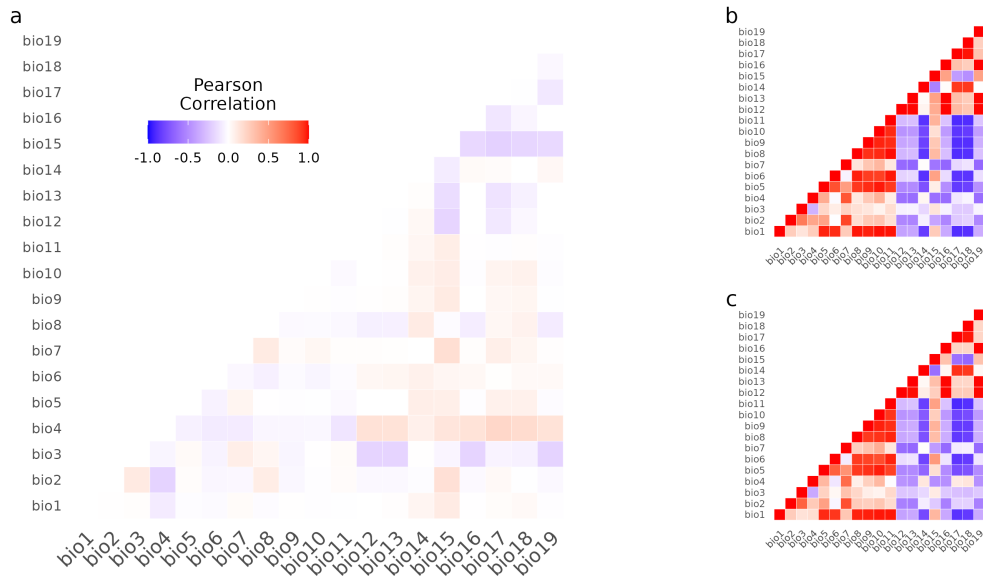 a
bio19
bio18
bio17
bio16
bio15
bio14
bio13
bio12
bio11
bio10
bio9
bio8
bio7
bio6
bio5
bio4
bio3
bio2
bio1
Pearson
Correlation
-1.0 -0.5 0.0 0.5 1.0
bio1 bio2 bio3 bio4 bio5 bio6 bio7 bio8 bio9 bio10 bio11 bio12 bio13 bio14 bio15 bio16 bio17 bio18 bio19
b
bio19
bio18
bio17
bio16
bio15
bio14
bio13
bio12
bio11
bio10
bio9
bio8
bio7
bio6
bio5
bio4
bio3
bio2
bio1
bio1 bio2 bio3 bio4 bio5 bio6 bio7 bio8 bio9 bio10 bio11 bio12 bio13 bio14 bio15 bio16 bio17 bio18 bio19
c
bio19
bio18
bio17
bio16
bio15
bio14
bio13
bio12
bio11
bio10
bio9
bio8
bio7
bio6
bio5
bio4
bio3
bio2
bio1
bio1 bio2 bio3 bio4 bio5 bio6 bio7 bio8 bio9 bio10 bio11 bio12 bio13 bio14 bio15 bio16 bio17 bio18 bio19